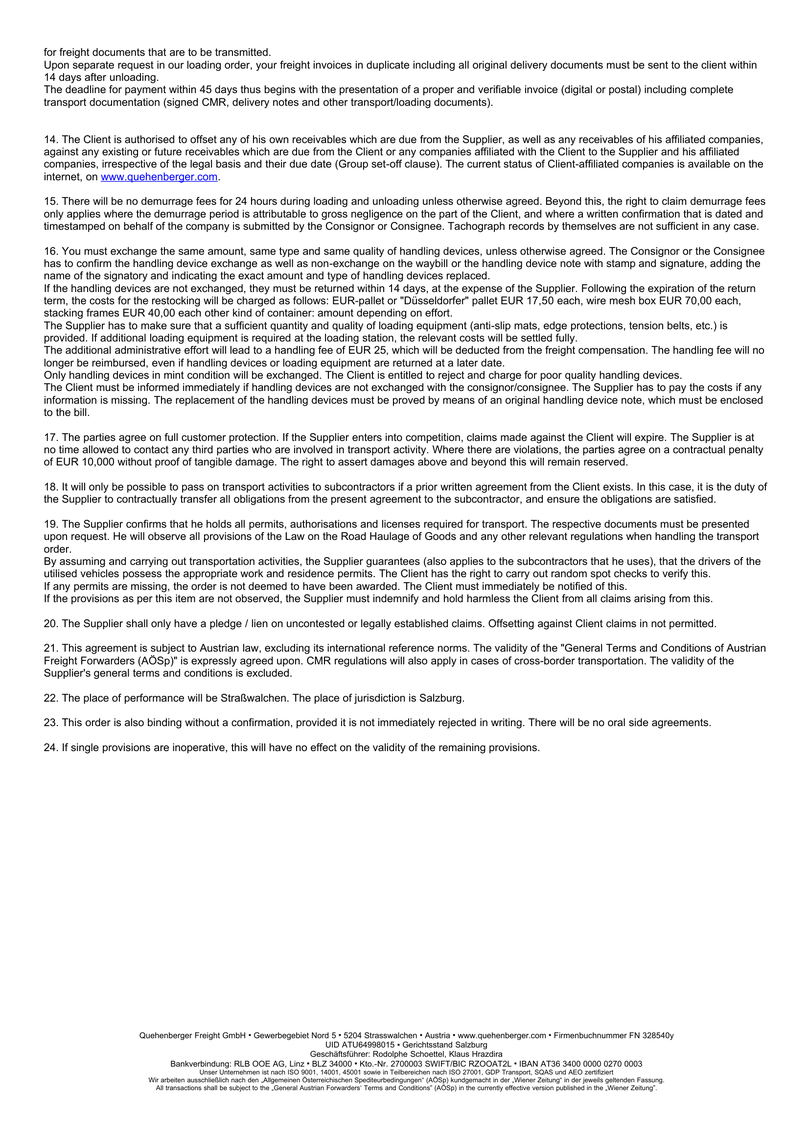 for freight documents that are to be transmitted.
Upon separate request in our loading order, your freight invoices in duplicate including all original delivery documents must be sent to the client within
14 days after unloading.
The deadline for payment within 45 days thus begins with the presentation of a proper and verifiable invoice (digital or postal) including complete
transport documentation (signed CMR, delivery notes and other transport/loading documents).
14. The Client is authorised to offset any of his own receivables which are due from the Supplier, as well as any receivables of his affiliated companies,
against any existing or future receivables which are due from the Client or any companies affiliated with the Client to the Supplier and his affiliated
companies, irrespective of the legal basis and their due date (Group set-off clause). The current status of Client-affiliated companies is available on the
internet, on www.quehenberger.com.
15. There will be no demurrage fees for 24 hours during loading and unloading unless otherwise agreed. Beyond this, the right to claim demurrage fees
only applies where the demurrage period is attributable to gross negligence on the part of the Client, and where a written confirmation that is dated and
timestamped on behalf of the company is submitted by the Consignor or Consignee. Tachograph records by themselves are not sufficient in any case.
16. You must exchange the same amount, same type and same quality of handling devices, unless otherwise agreed. The Consignor or the Consignee
has to confirm the handling device exchange as well as non-exchange on the waybill or the handling device note with stamp and signature, adding the
name of the signatory and indicating the exact amount and type of handling devices replaced.
If the handling devices are not exchanged, they must be returned within 14 days, at the expense of the Supplier. Following the expiration of the return
term, the costs for the restocking will be charged as follows: EUR-pallet or "Düsseldorfer" pallet EUR 17,50 each, wire mesh box EUR 70,00 each,
stacking frames EUR 40,00 each other kind of container: amount depending on effort.
The Supplier has to make sure that a sufficient quantity and quality of loading equipment (anti-slip mats, edge protections, tension belts, etc.) is
provided. If additional loading equipment is required at the loading station, the relevant costs will be settled fully.
The additional administrative effort will lead to a handling fee of EUR 25, which will be deducted from the freight compensation. The handling fee will no
longer be reimbursed, even if handling devices or loading equipment are returned at a later date.
Only handling devices in mint condition will be exchanged. The Client is entitled to reject and charge for poor quality handling devices.
The Client must be informed immediately if handling devices are not exchanged with the consignor/consignee. The Supplier has to pay the costs if any
information is missing. The replacement of the handling devices must be proved by means of an original handling device note, which must be enclosed
to the bill.
17. The parties agree on full customer protection. If the Supplier enters into competition, claims made against the Client will expire. The Supplier is at
no time allowed to contact any third parties who are involved in transport activity. Where there are violations, the parties agree on a contractual penalty
of EUR 10,000 without proof of tangible damage. The right to assert damages above and beyond this will remain reserved.
18. It will only be possible to pass on transport activities to subcontractors if a prior written agreement from the Client exists. In this case, it is the duty of
the Supplier to contractually transfer all obligations from the present agreement to the subcontractor, and ensure the obligations are satisfied.
19. The Supplier confirms that he holds all permits, authorisations and licenses required for transport. The respective documents must be presented
upon request. He will observe all provisions of the Law on the Road Haulage of Goods and any other relevant regulations when handling the transport
order.
By assuming and carrying out transportation activities, the Supplier guarantees (also applies to the subcontractors that he uses), that the drivers of the
utilised vehicles possess the appropriate work and residence permits. The Client has the right to carry out random spot checks to verify this.
If any permits are missing, the order is not deemed to have been awarded. The Client must immediately be notified of this.
If the provisions as per this item are not observed, the Supplier must indemnify and hold harmless the Client from all claims arising from this.
20. The Supplier shall only have a pledge / lien on uncontested or legally established claims. Offsetting against Client claims in not permitted.
21. This agreement is subject to Austrian law, excluding its international reference norms. The validity of the "General Terms and Conditions of Austrian
Freight Forwarders (AÖSp)" is expressly agreed upon. CMR regulations will also apply in cases of cross-border transportation. The validity of the
Supplier's general terms and conditions is excluded.
22. The place of performance will be Straßwalchen. The place of jurisdiction is Salzburg.
23. This order is also binding without a confirmation, provided it is not immediately rejected in writing. There will be no oral side agreements.
24. If single provisions are inoperative, this will have no effect on the validity of the remaining provisions.
Quehenberger Freight GmbH • Gewerbegebiet Nord 5 • 5204 Strasswalchen • Austria • www.quehenberger.com • Firmenbuchnummer FN 328540y
UID ATU64998015 • Gerichtsstand Salzburg
Geschäftsführer: Rodolphe Schoettel, Klaus Hrazdira
Bankverbindung: RLB OOE AG, Linz • BLZ 34000 • Kto.-Nr. 2700003 SWIFT/BIC RZOOAT2L • IBAN AT36 3400 0000 0270 0003
Unser Unternehmen ist nach ISO 9001, 14001, 45001 sowie in Teilbereichen nach ISO 27001, GDP Transport, SQAS und AEO zertifiziert
Wir arbeiten ausschließlich nach den „Allgemeinen Österreichischen Spediteurbedingungen“ (AÖSp) kundgemacht in der „Wiener Zeitung“ in der jeweils geltenden Fassung.
All transactions shall be subject to the „General Austrian Forwarders' Terms and Conditions“ (AÖSp) in the currently effective version published in the „Wiener Zeitung“.